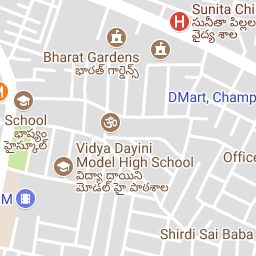 Sunita Chi
సునీతా పిల్లల
వైద్య శాల
H
Bharat Gardens
భారత్ గార్డెన్స్
DMart, Champ
School
భావ్యం
హైస్కూల్
Vidya Dayini
Model High School
విద్యా దాయిని
మోడల్ హై పాఠశాల
Office
M
Shirdi Sai Baba